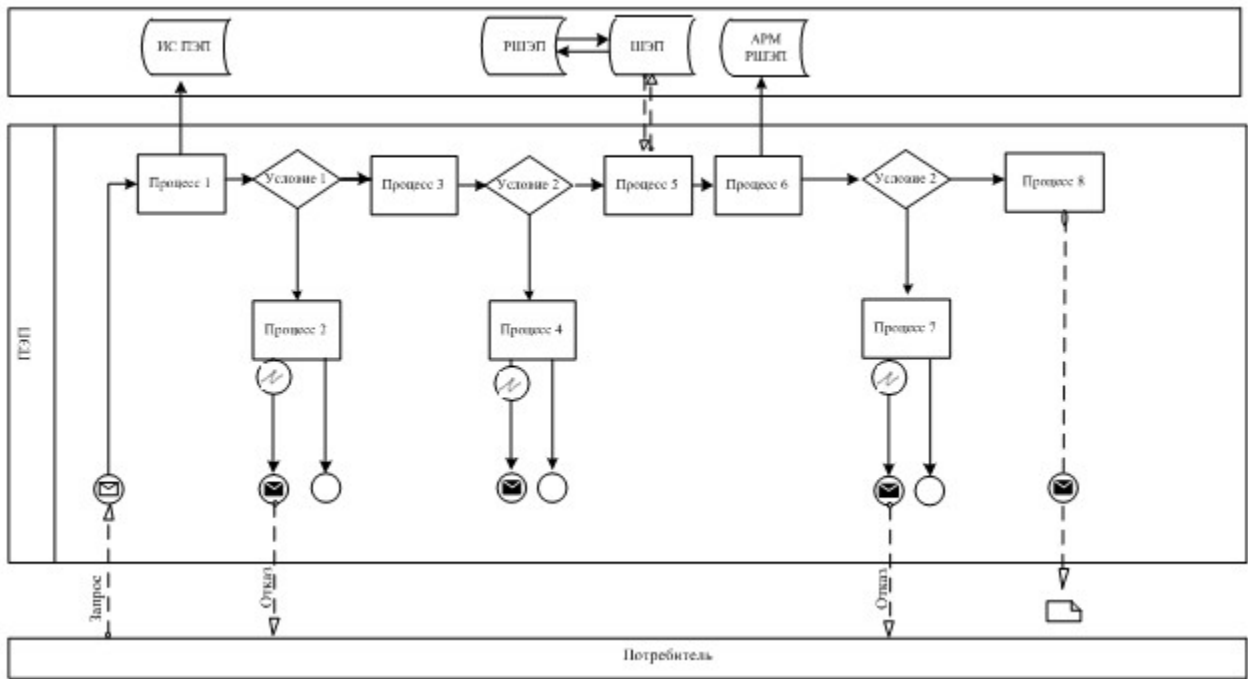 ИС ПЭП
РШЭП
ШЭП
АРМ
РШЭП
Процесс 1
Условие 1
Процесс 3
Условие 2
Процесс 5
Процесс 6
Условие 2
Процесс 8
Процесс 2
Процесс 4
Процесс 7
ПЭП
Запрос
Отказ
Отказ
Потребитель